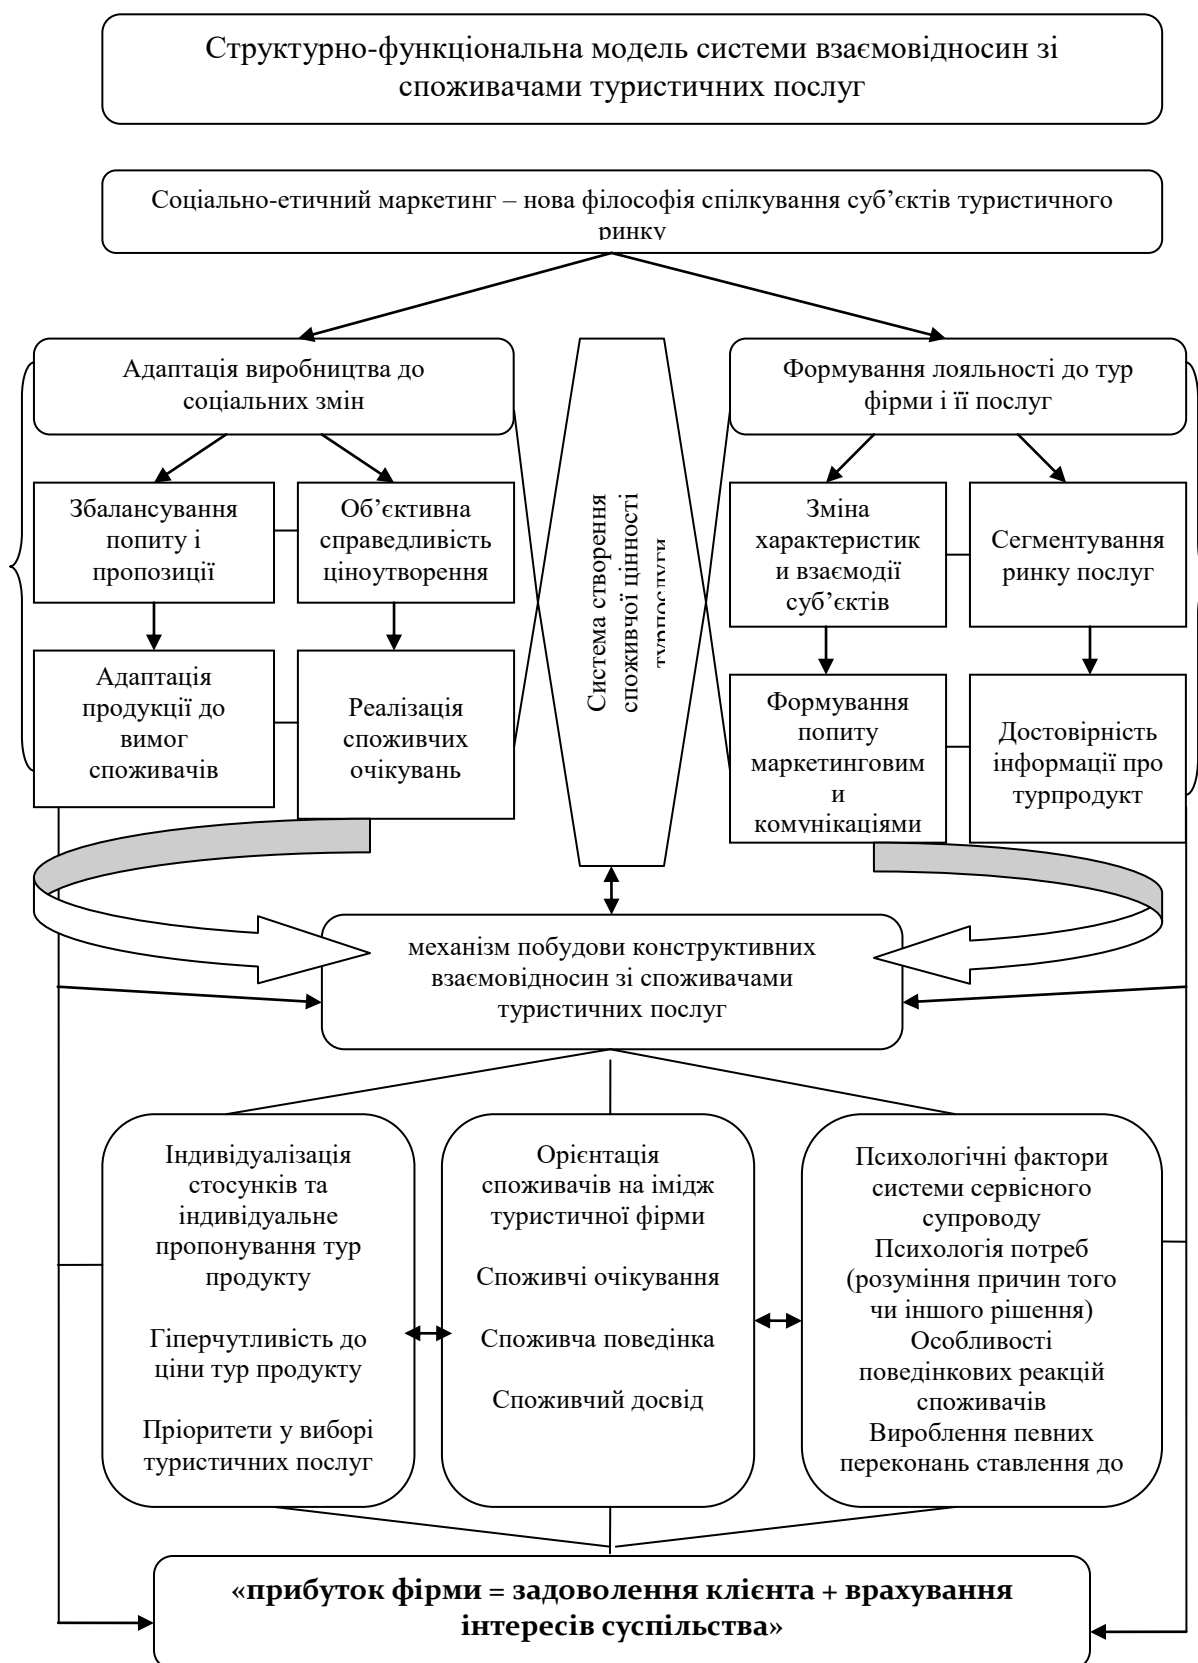 Структурно-функціональна модель системи взаємовідносин зі
споживачами туристичних послуг
Соціально-етичний маркетинг – нова філософія спілкування суб’єктів туристичного
ринку
Адаптація виробництва до
соціальних змін
Формування лояльності до тур
фірми і її послуг
Збалансування
попиту і
пропозиції
Об’єктивна
справедливість
ціноутворення
Система створення
споживчої цінності
турпослуги
Зміна
характеристик
и взаємодії
суб’єктів
Сегментування
ринку послуг
Адаптація
продукції до
вимог
споживачів
Реалізація
споживчих
очікувань
Формування
попиту
маркетинговим
и
комунікаціями
Достовірність
інформації про
турпродукт
механізм побудови конструктивних
взаємовідносин зі споживачами
туристичних послуг
Індивідуалізація
стосунків та
індивідуальне
пропонування тур
продукту
Гіперчутливість до
ціни тур продукту
Пріоритети у виборі
туристичних послуг
Орієнтація
споживачів на імідж
туристичної фірми
Споживчі очікування
Споживча поведінка
Споживчий досвід
Психологічні фактори
системи сервісного
супроводу
Психологія потреб
(розуміння причин того
чи іншого рішення)
Особливості
поведінкових реакцій
споживачів
Вироблення певних
переконань ставлення до
«прибуток фірми = задоволення клієнта + врахування
інтересів суспільства»